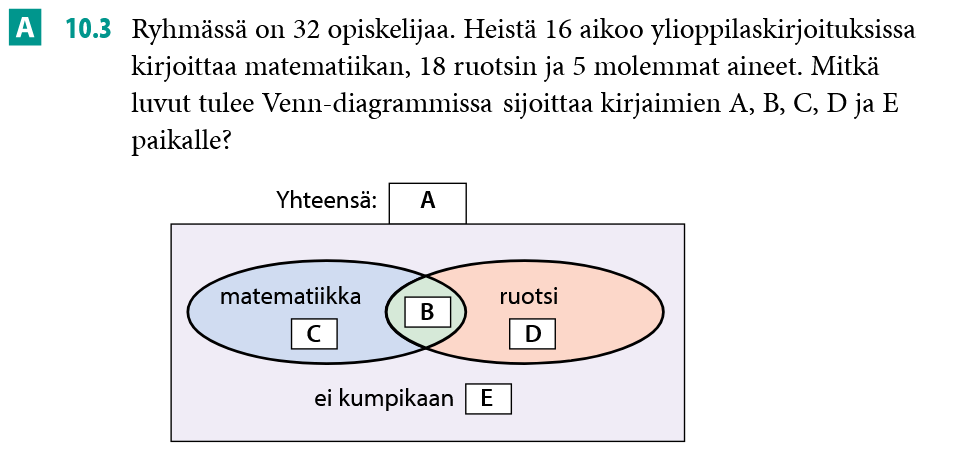 A 10.3 Ryhmässä on 32 opiskelijaa. Heistä 16 aikoo ylioppilaskirjoituksissa
kirjoittaa matematiikan, 18 ruotsin ja 5 molemmat aineet. Mitkä
luvut tulee Venn-diagrammissa sijoittaa kirjaimien A, B, C, D ja E
paikalle?
Yhteensä: A
matematiikka
ruotsi
B
C
D
ei kumpikaan E